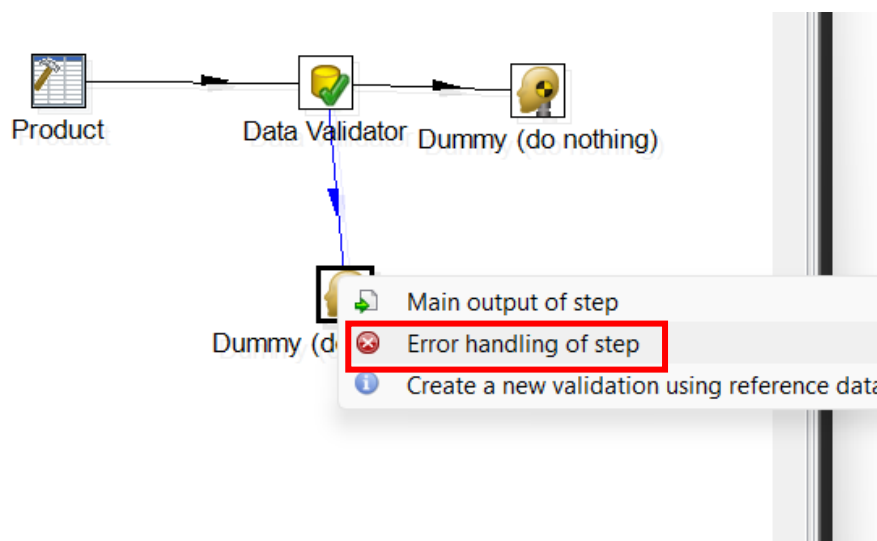 Product
Data Validator
Dummy (do nothing)
Main output of step
Error handling of step
Dummy (d
Create a new validation using reference data